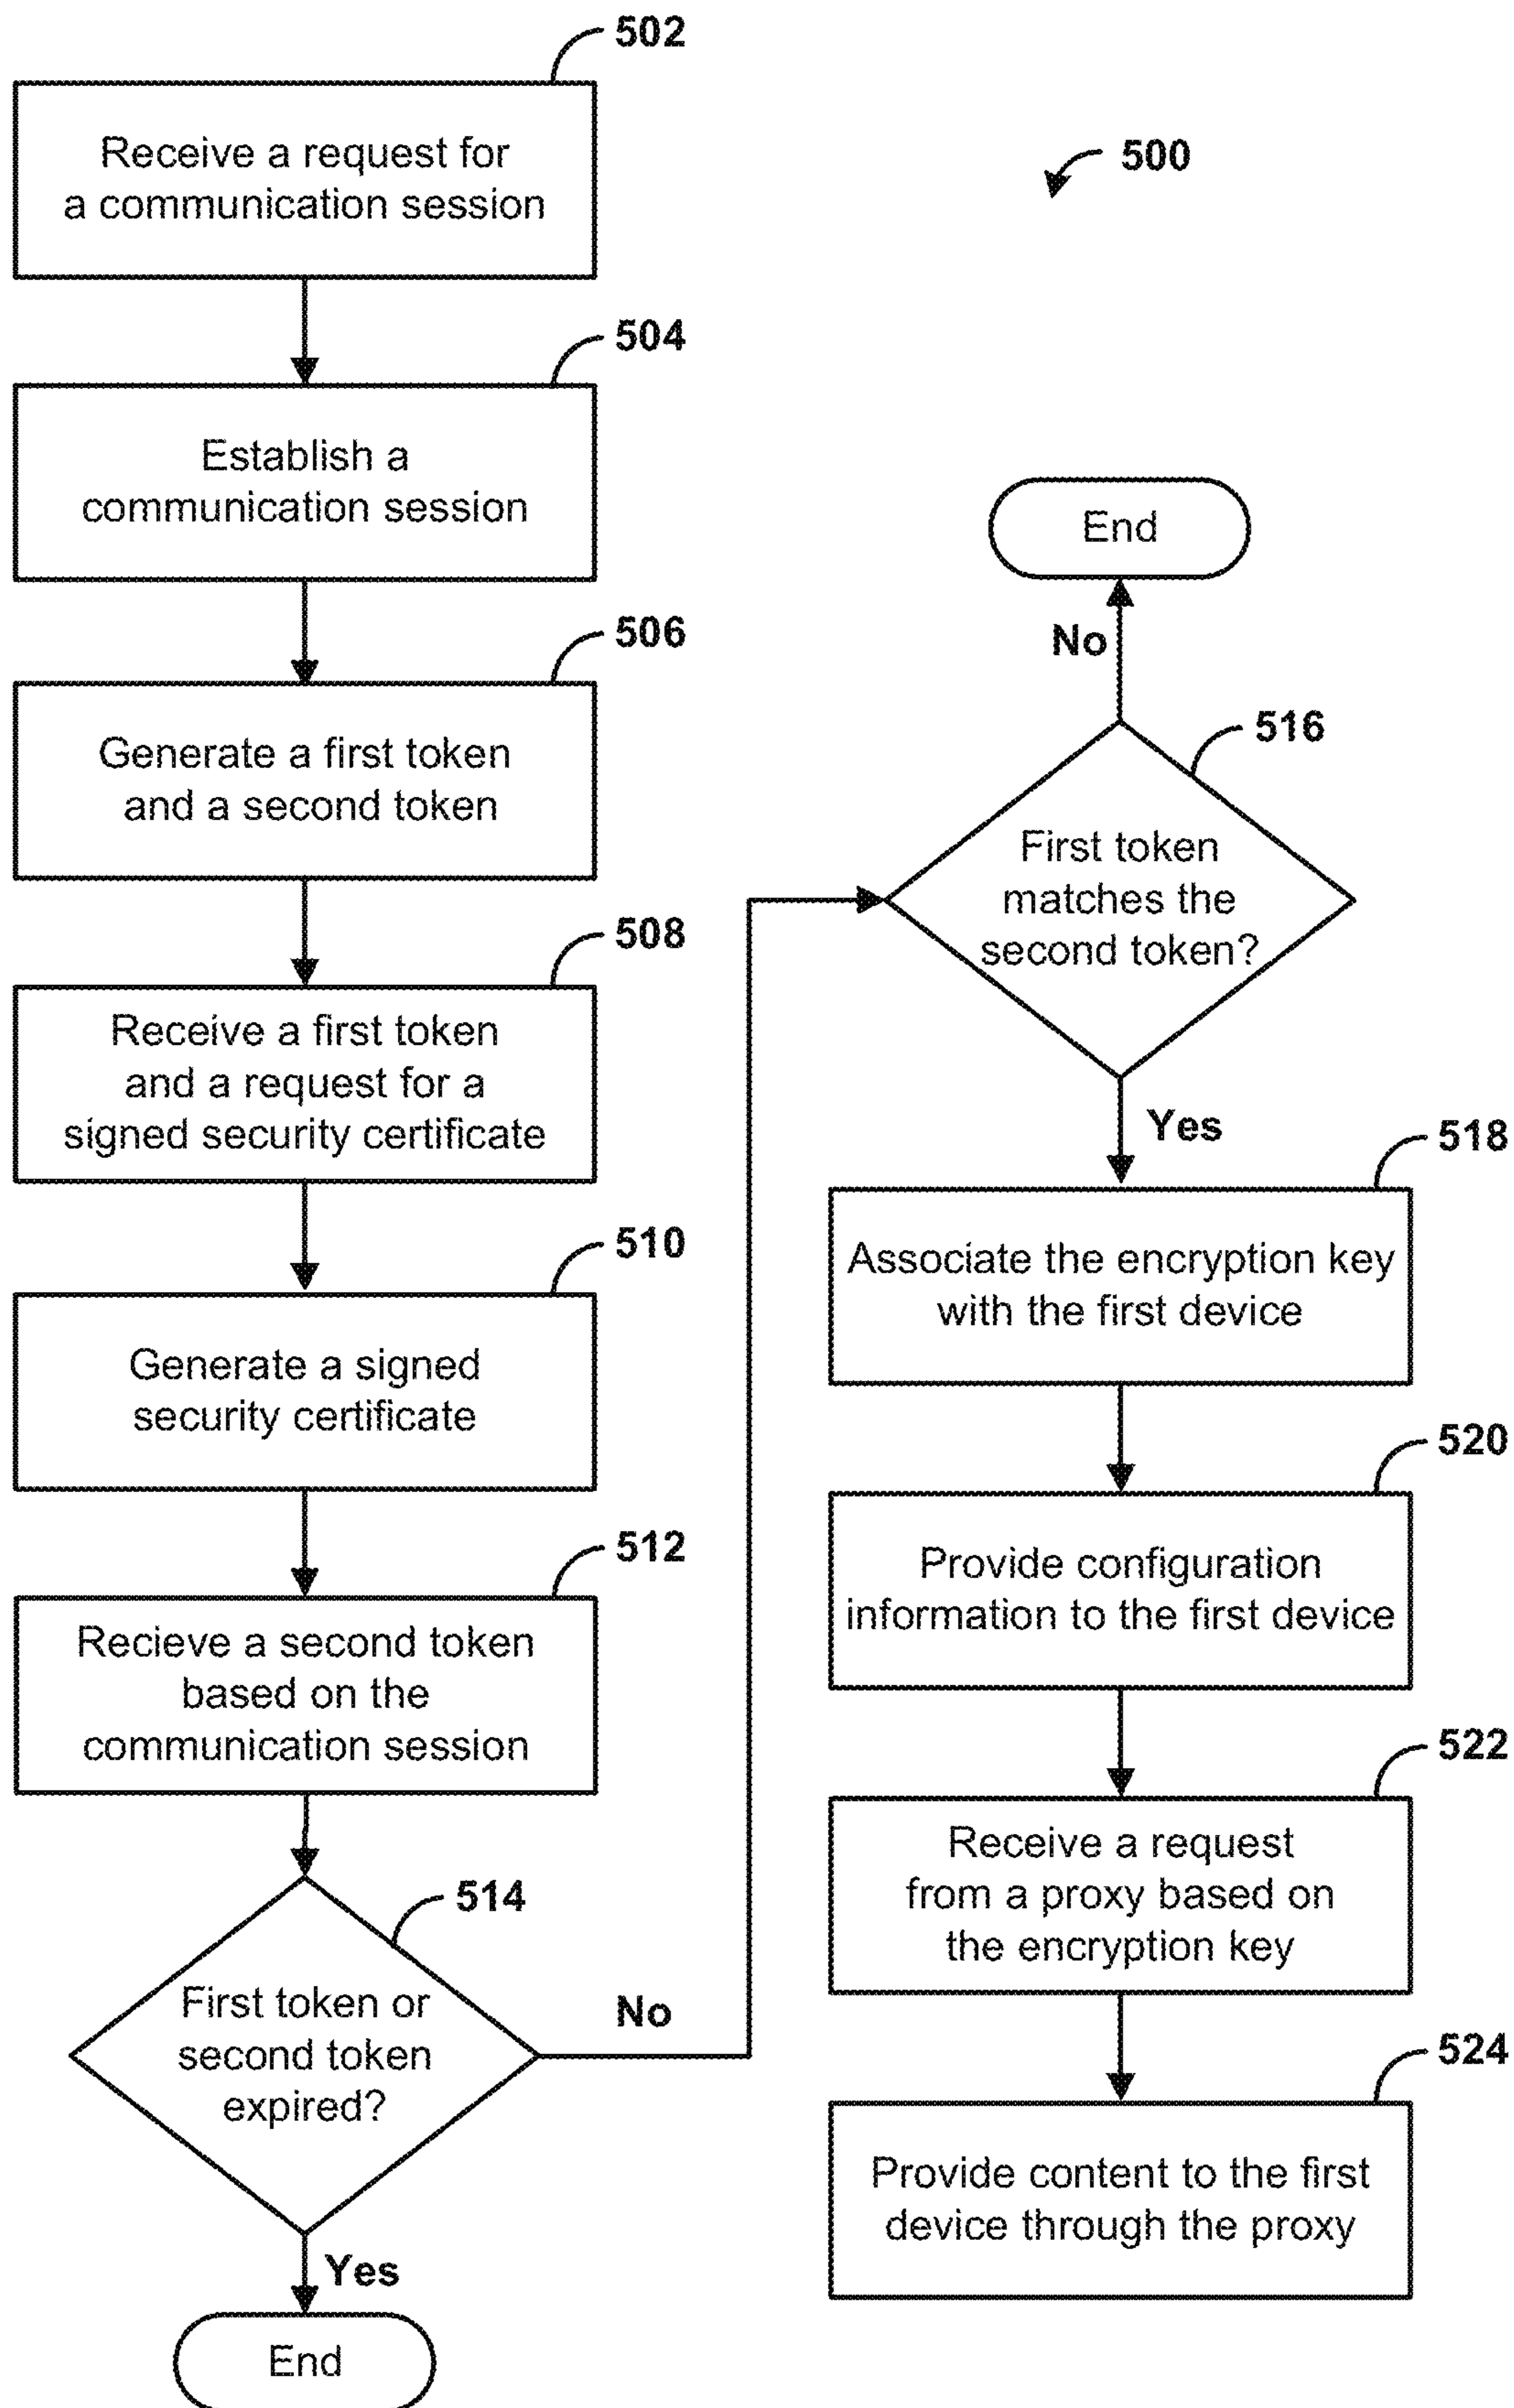 502
Receive a request for
a communication session
500
504
Establish a
communication session
506
Generate a first token
and a second token
508
Receive a first token
and a request for a
signed security certificate
510
Generate a signed
security certificate
512
Recieve a second token
based on the
communication session
514
First token or
second token
expired?
No
Yes
End
End
No
516
First token
matches the
second token?
Yes
518
Associate the encryption key
with the first device
520
Provide configuration
information to the first device
522
Receive a request
from a proxy based on
the encryption key
524
Provide content to the first
device through the proxy